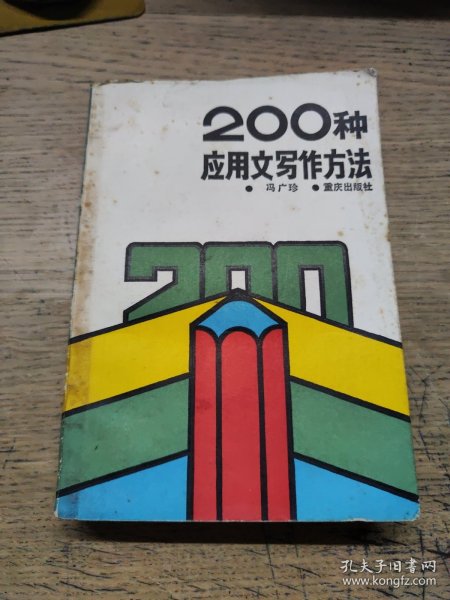 200种
应用文写作方法
● 冯广珍 ● 重庆出版社
200
孔夫子旧书网
www.kongfz.com